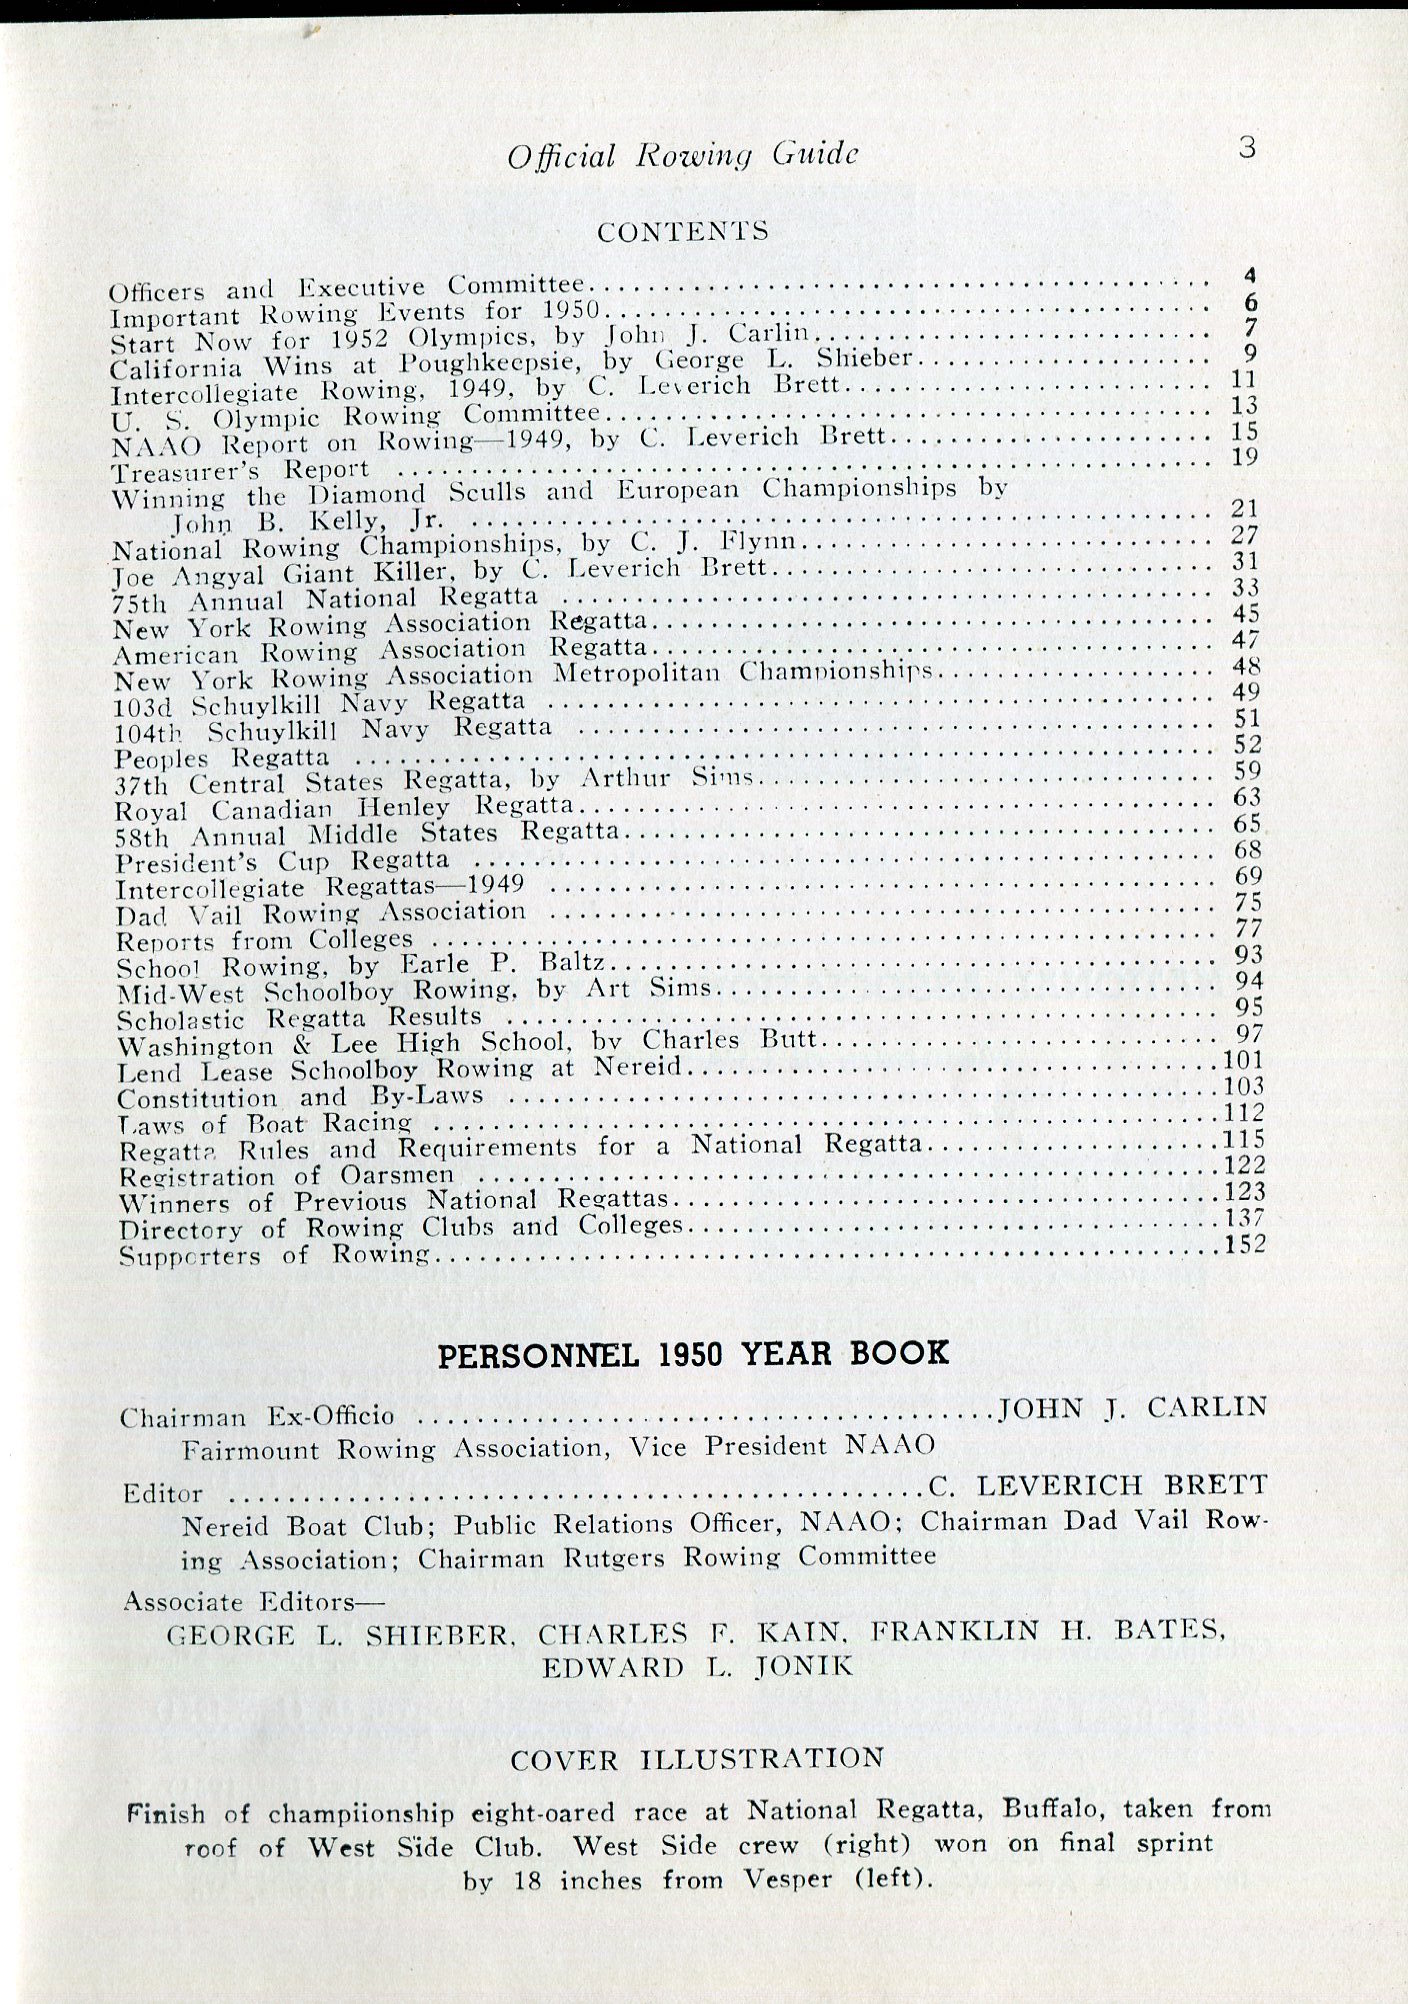 Official Rowing Guide 3
CONTENTS
Officers and Executive Committee 4
Important Rowing Events for 1950 6
Start Now for 1952 Olympics, by John J. Carlin 7
California Wins at Poughkeepsie, by George L. Shieber 9
Intercollegiate Rowing, 1949, by C. Leverich Brett 11
U. S. Olympic Rowing Committee 13
NAAO Report on Rowing—1949, by C. Leverich Brett 15
Treasurer's Report 19
Winning the Diamond Sculls and European Championships by
John B. Kelly, Jr. 21
National Rowing Championships, by C. J. Flynn 27
Joe Angyal Giant Killer, by C. Leverich Brett 31
75th Annual National Regatta 33
New York Rowing Association Regatta 45
American Rowing Association Regatta 47
New York Rowing Association Metropolitan Championships 48
103d Schuylkill Navy Regatta 49
104th Schuylkill Navy Regatta 51
Peoples Regatta 52
37th Central States Regatta, by Arthur Sims 59
Royal Canadian Henley Regatta 63
58th Annual Middle States Regatta 65
President's Cup Regatta 68
Intercollegiate Regattas—1949 69
Dad Vail Rowing Association 75
Reports from Colleges 77
School Rowing, by Earle P. Baltz 93
Mid-West Schoolboy Rowing, by Art Sims 94
Scholastic Regatta Results 95
Washington & Lee High School, by Charles Butt 97
Lend Lease Schoolboy Rowing at Nereid 101
Constitution and By-Laws 103
Laws of Boat Racing 112
Regatta Rules and Requirements for a National Regatta 115
Registration of Oarsmen 122
Winners of Previous National Regattas 123
Directory of Rowing Clubs and Colleges 137
Supporters of Rowing 152
PERSONNEL 1950 YEAR BOOK
Chairman Ex-Officio JOHN J. CARLIN
Fairmount Rowing Association, Vice President NAAO
Editor C. LEVERICH BRETT
Nereid Boat Club; Public Relations Officer, NAAO; Chairman Dad Vail Row-
ing Association; Chairman Rutgers Rowing Committee
Associate Editors—
GEORGE L. SHIEBER, CHARLES F. KAIN, FRANKLIN H. BATES,
EDWARD L. JONIK
COVER ILLUSTRATION
Finish of champiionship eight-oared race at National Regatta, Buffalo, taken from
roof of West Side Club. West Side crew (right) won on final sprint
by 18 inches from Vesper (left).